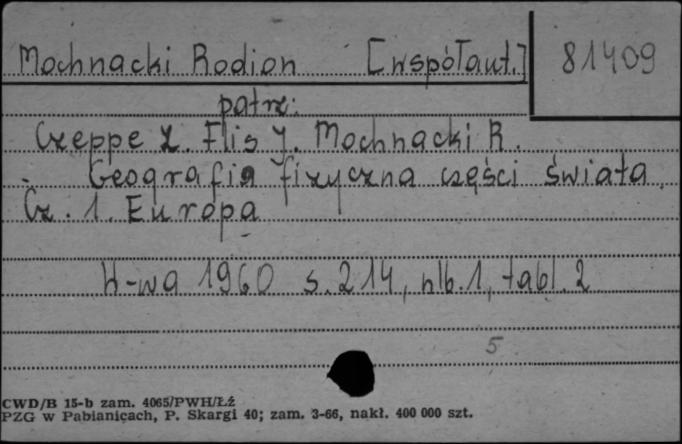 Mochnacki Rodion [współaut.] 81409
patrz:
Czeppe Z. Flis J. Mochnacki R.
Geografia fizyczna części świata.
Cz. 1. Europa
W-wa 1960 s. 214, nlb. 1, tabl. 2
5
CWD/B 15-b zam. 4065/PWH/Łź
PZG w Pabianicach, P. Skargi 40; zam. 3-66, nakł. 400 000 szt.